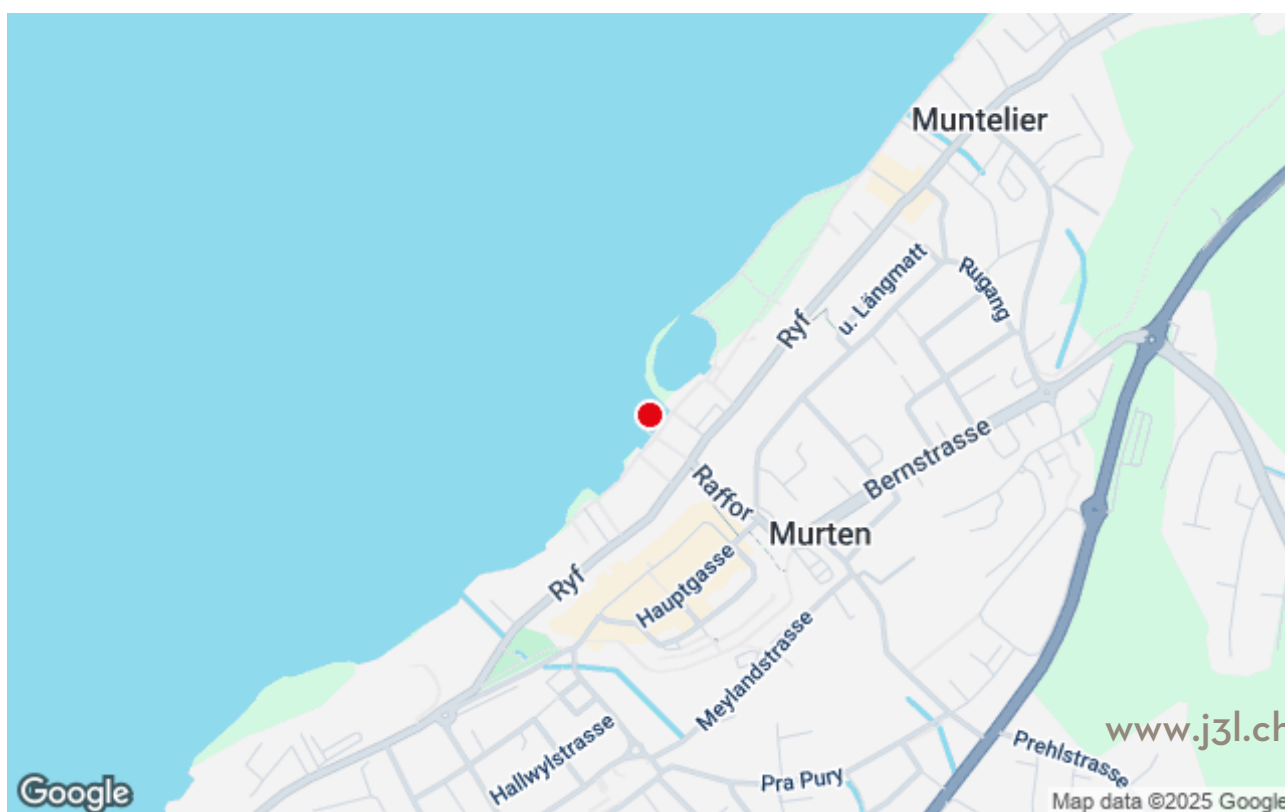 Muntelier
Rugang
u. Längmatt
Ryf
Bernstrasse
Raffor
Murten
Hauptgasse
Ryf
Meylandstrasse
Hallwylstrasse
Pra Pury
Prehlstrasse
www.j3l.ch
Google
Map data ©2025 Google